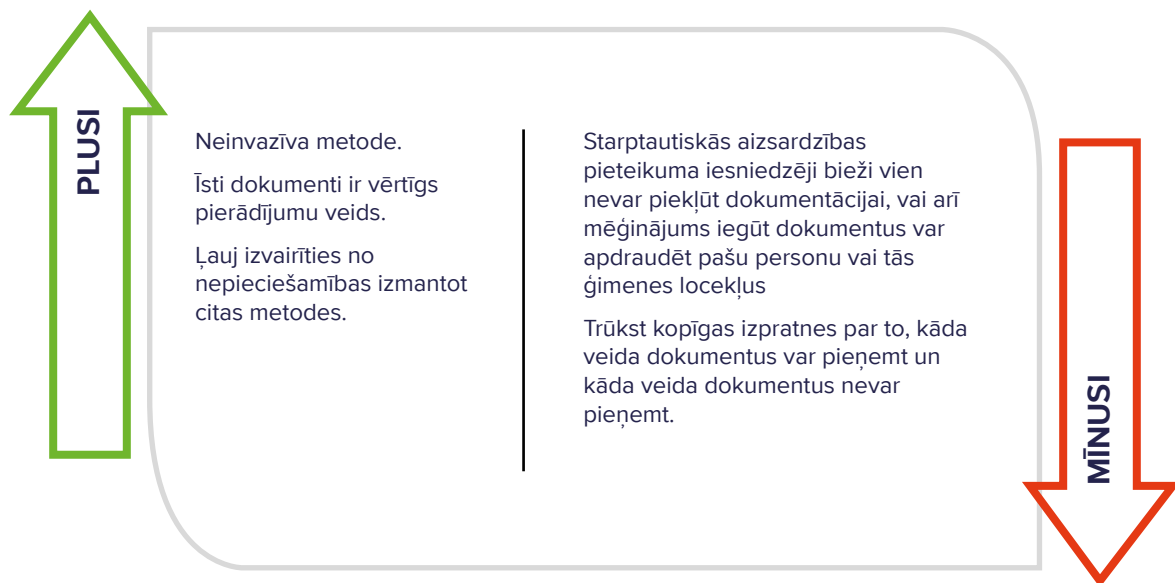 PLUSI
Neinvazīva metode.
Īsti dokumenti ir vērtīgs
pierādījumu veids.
Ļauj izvairīties no
nepieciešamības izmantot
citas metodes.
Starptautiskās aizsardzības
pieteikuma iesniedzēji bieži vien
nevar piekļūt dokumentācijai, vai arī
mēģinājums iegūt dokumentus var
apdraudēt pašu personu vai tās
ģimenes locekļus
Trūkst kopīgas izpratnes par to, kāda
veida dokumentus var pieņemt un
kāda veida dokumentus nevar
pieņemt.
MĪNUSI